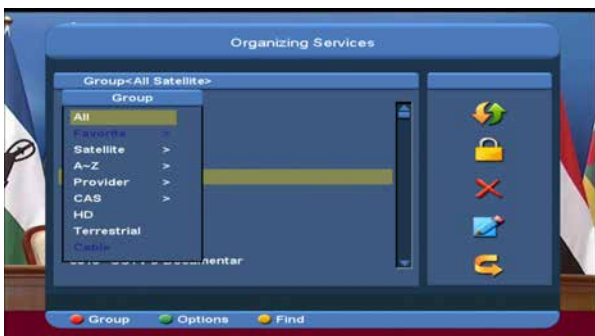 Organizing Services
Group<All Satellite>
Group
All
Favorite >
Satellite >
A~Z >
Provider >
CAS >
HD
Terrestrial
Cable
Documentar
Group
Options
Find